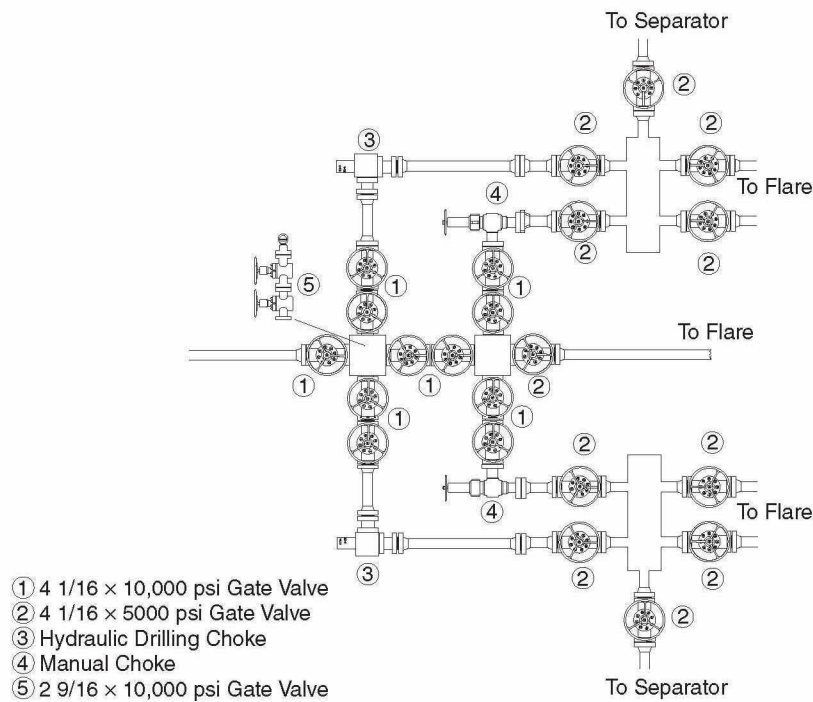 To Separator
②
② ②
③
To Flare
④
② ②
⑤
① ①
To Flare
① ① ②
① ①
② ②
To Flare
④
② ②
③
②
To Separator
① 4 1/16 × 10,000 psi Gate Valve
② 4 1/16 × 5000 psi Gate Valve
③ Hydraulic Drilling Choke
④ Manual Choke
⑤ 2 9/16 × 10,000 psi Gate Valve